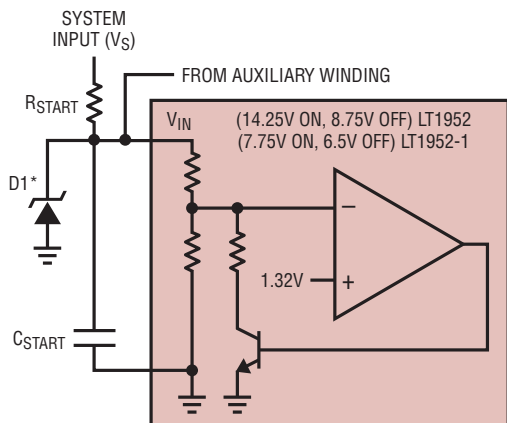 SYSTEM
INPUT (VS)
FROM AUXILIARY WINDING
RSTART
VIN
(14.25V ON, 8.75V OFF) LT1952
(7.75V ON, 6.5V OFF) LT1952-1
D1*
–
1.32V
+
CSTART